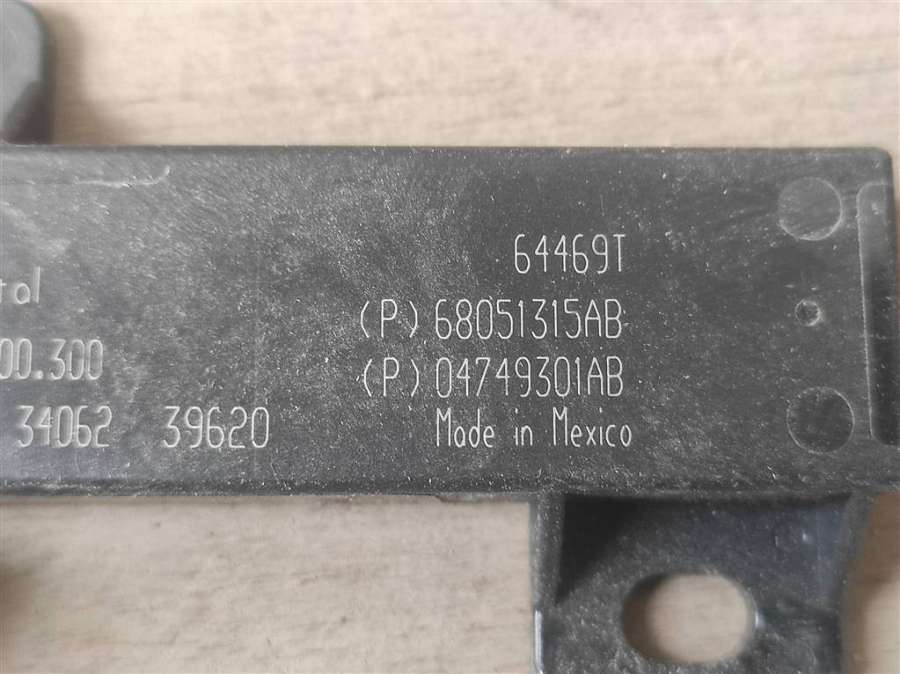 64469T
tal
(P)68051315AB
00.300
(P)04749301AB
34062 39620
Made in Mexico